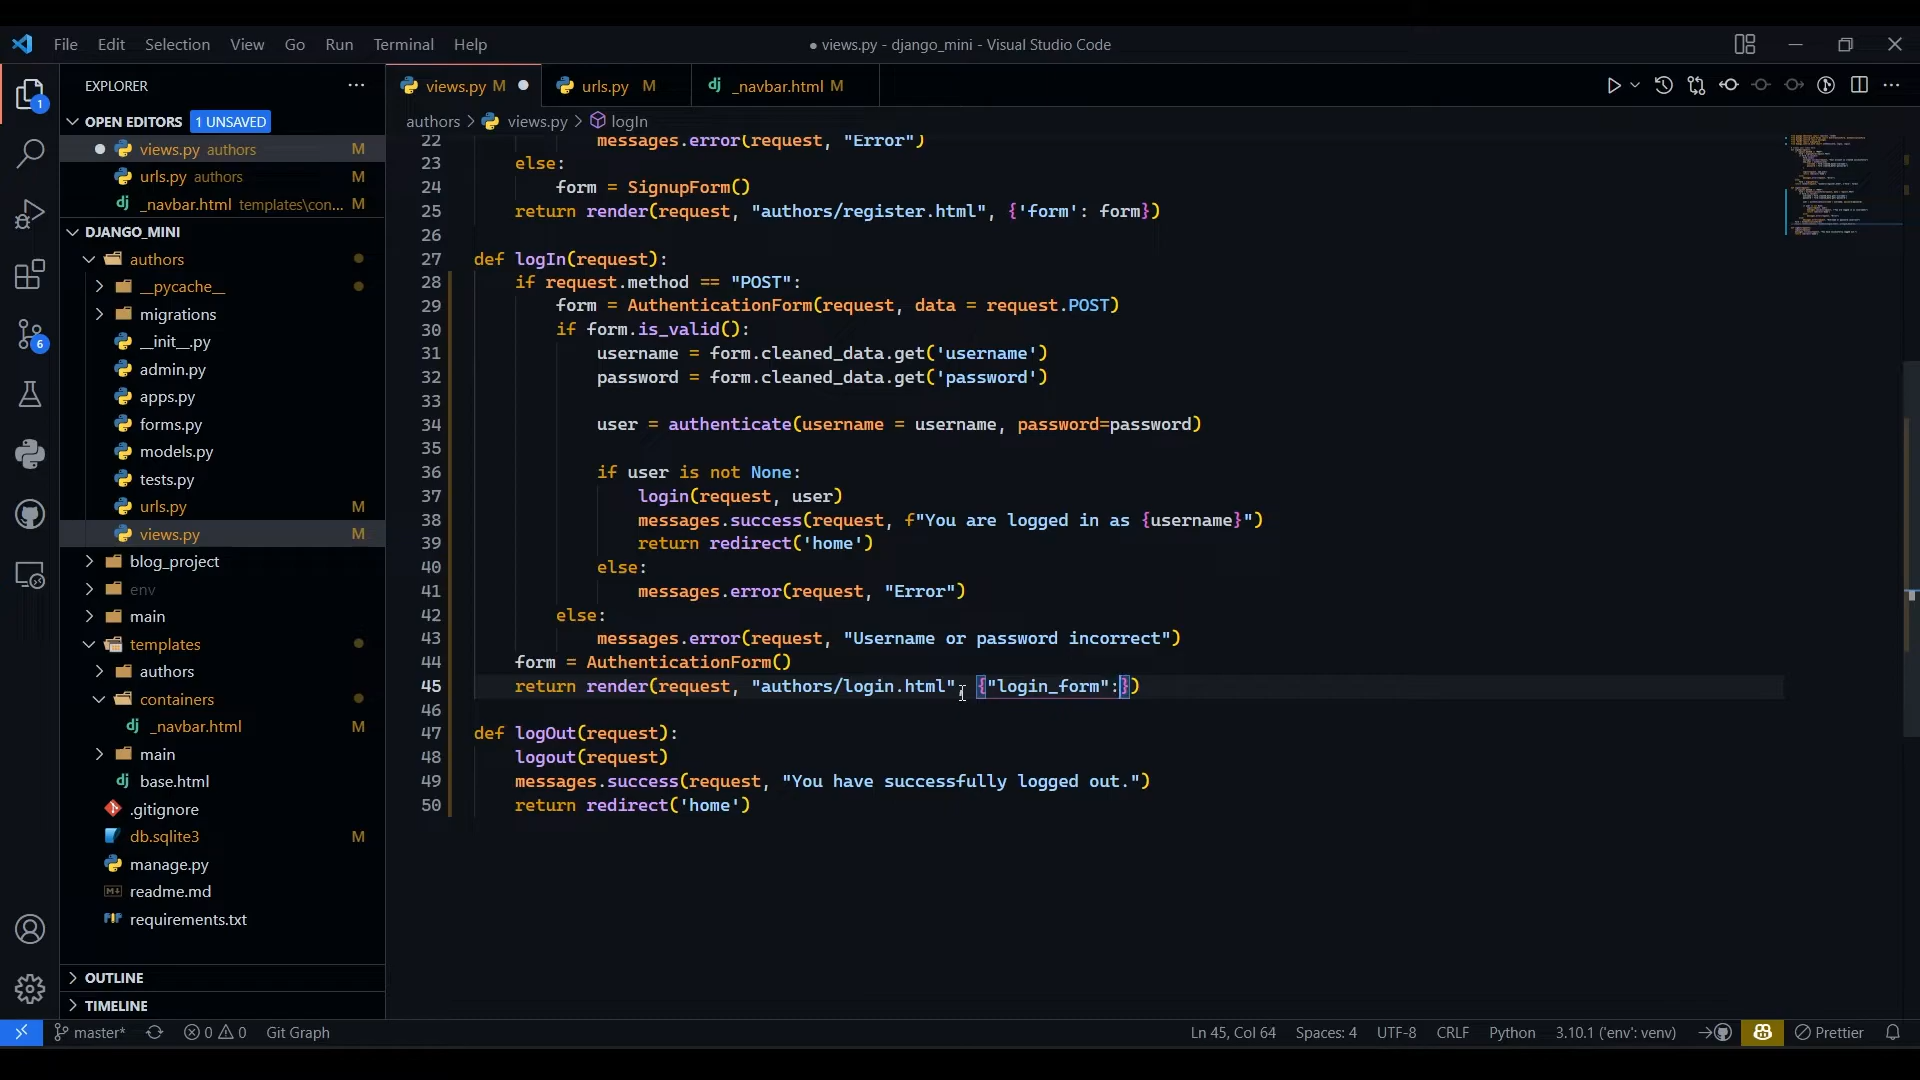 File Edit Selection View Go Run Terminal Help
● views.py - django_mini - Visual Studio Code
EXPLORER
OPEN EDITORS 1 UNSAVED
views.py authors M
urls.py authors M
_navbar.html templates\con... M
DJANGO_MINI
authors
__pycache__
migrations
__init__.py
admin.py
apps.py
forms.py
models.py
tests.py
urls.py M
views.py M
blog_project
env
main
templates
authors
containers
_navbar.html M
main
base.html
.gitignore
db.sqlite3 M
manage.py
readme.md
requirements.txt
OUTLINE
TIMELINE
1
6
views.py M
urls.py M
_navbar.html M
authors > views.py > logIn
22 messages.error(request, "Error")
23 else:
24 form = SignupForm()
25 return render(request, "authors/register.html", {'form': form})
26
27 def logIn(request):
28 if request.method == "POST":
29 form = AuthenticationForm(request, data = request.POST)
30 if form.is_valid():
31 username = form.cleaned_data.get('username')
32 password = form.cleaned_data.get('password')
33
34 user = authenticate(username = username, password=password)
35
36 if user is not None:
37 login(request, user)
38 messages.success(request, f"You are logged in as {username}")
39 return redirect('home')
40 else:
41 messages.error(request, "Error")
42 else:
43 messages.error(request, "Username or password incorrect")
44 form = AuthenticationForm()
45 return render(request, "authors/login.html", {"login_form":})
46
47 def logOut(request):
48 logout(request)
49 messages.success(request, "You have successfully logged out.")
50 return redirect('home')
master* 0 0 Git Graph
Ln 45, Col 64 Spaces: 4 UTF-8 CRLF Python 3.10.1 ('env': venv) Prettier